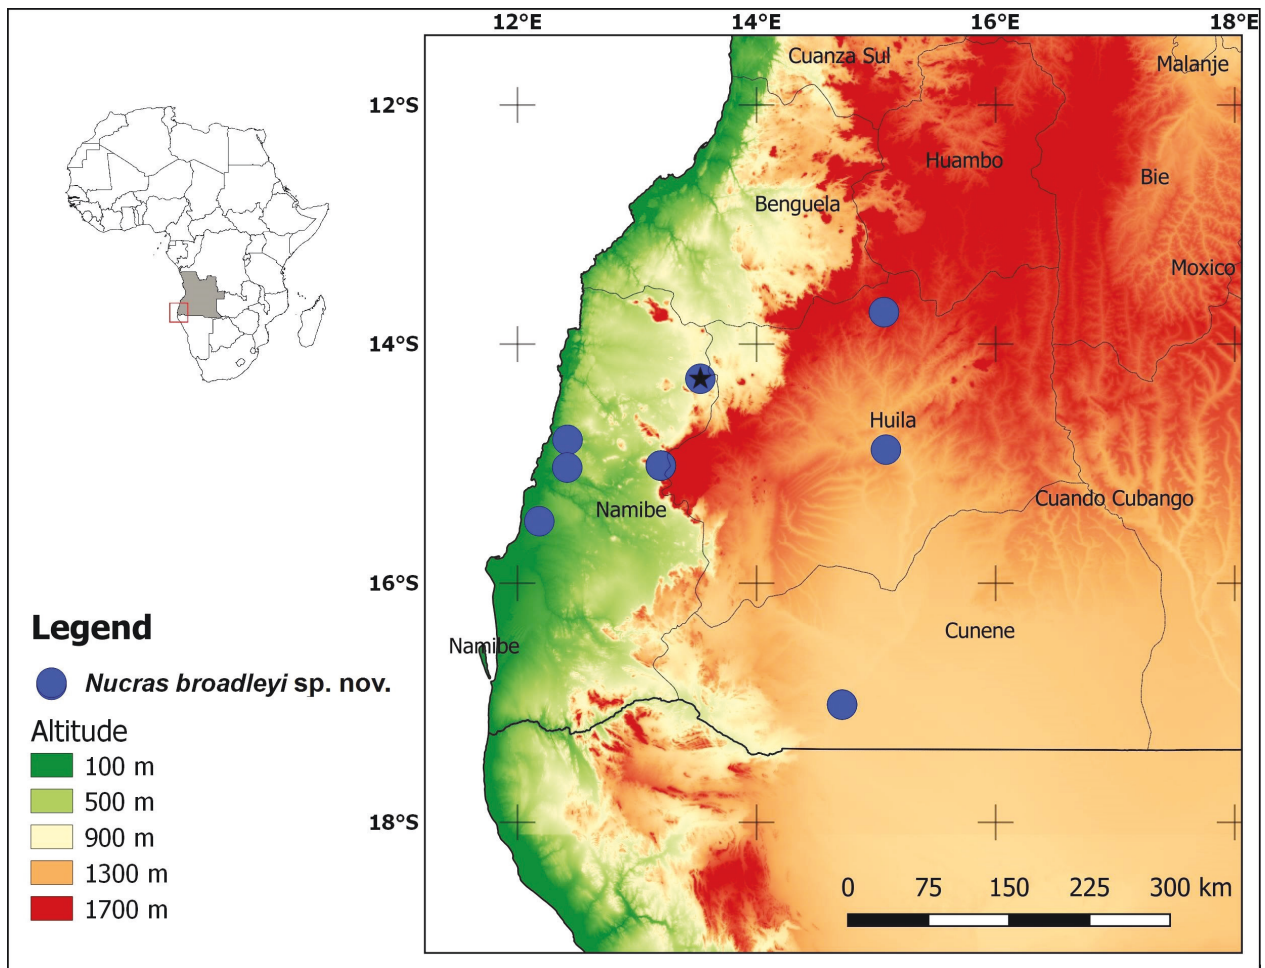 12°E 14°E 16°E 18°E
12°S
14°S
16°S
18°S
Cuanza Sul
Malanje
Huambo
Bie
Benguela
Moxico
Huila
Cuando Cubango
Namibe
Cunene
Namibe
Legend
Nucras broadleyi sp. nov.
Altitude
100 m
500 m
900 m
1300 m
1700 m
0 75 150 225 300 km